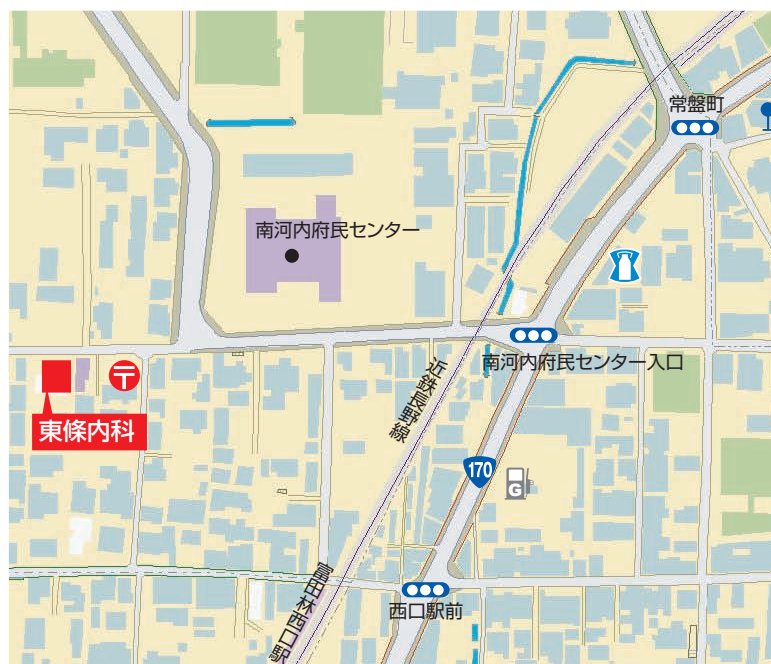 常盤町
南河内府民センター
南河内府民センター入口
〒
東條内科
近鉄長野線
170
G
富田林西口駅
西口駅前